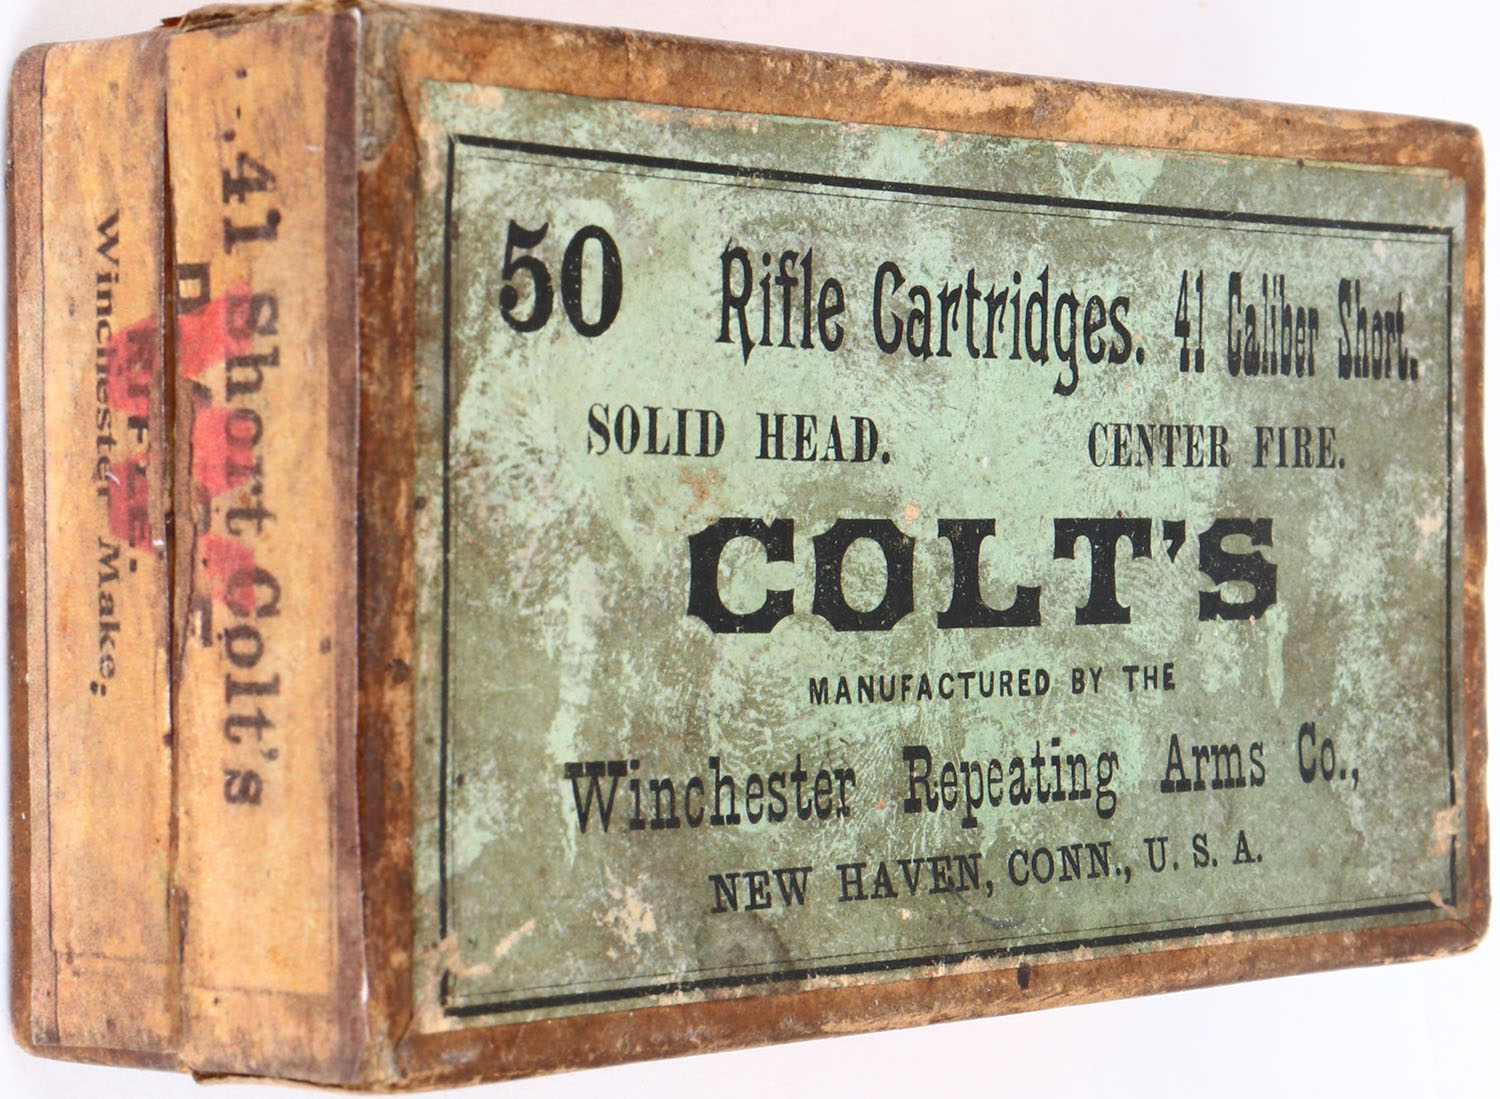 50 Rifle Cartridges. 41 Caliber Short.
SOLID HEAD. CENTER FIRE.
COLT'S
MANUFACTURED BY THE
Winchester Repeating Arms Co.,
NEW HAVEN, CONN., U. S. A.
.41 Short Colt's
RIFLE.
Winchester Make;